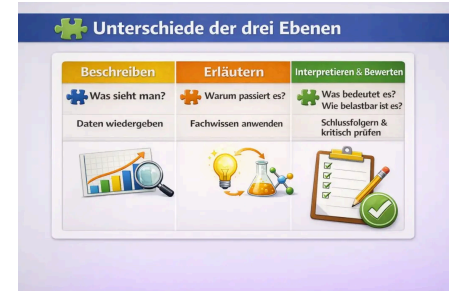 Unterschiede der drei Ebenen
Beschreiben
Erläutern
Interpretieren & Bewerten
Was sieht man?
Warum passiert es?
Was bedeutet es?
Wie belastbar ist es?
Daten wiedergeben
Fachwissen anwenden
Schlussfolgern &
kritisch prüfen